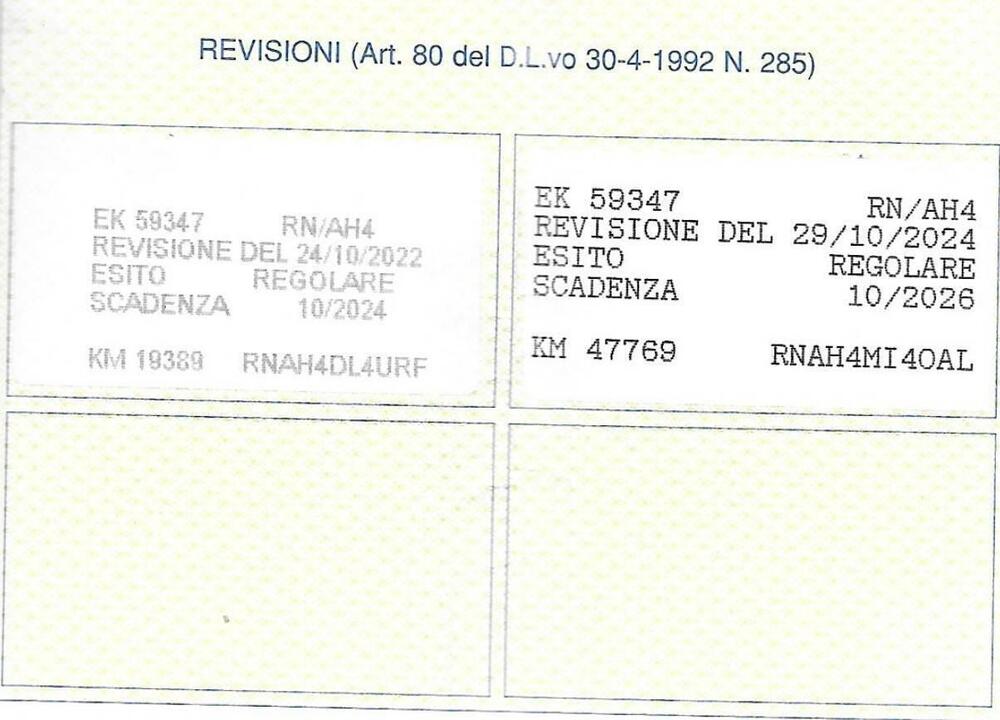 REVISIONI (Art. 80 del D.L.vo 30-4-1992 N. 285)
EK 59347 RN/AH4
REVISIONE DEL 24/10/2022
ESITO REGOLARE
SCADENZA 10/2024
KM 19389 RNAH4DL4URF
EK 59347 RN/AH4
REVISIONE DEL 29/10/2024
ESITO REGOLARE
SCADENZA 10/2026
KM 47769 RNAH4MI4OAL